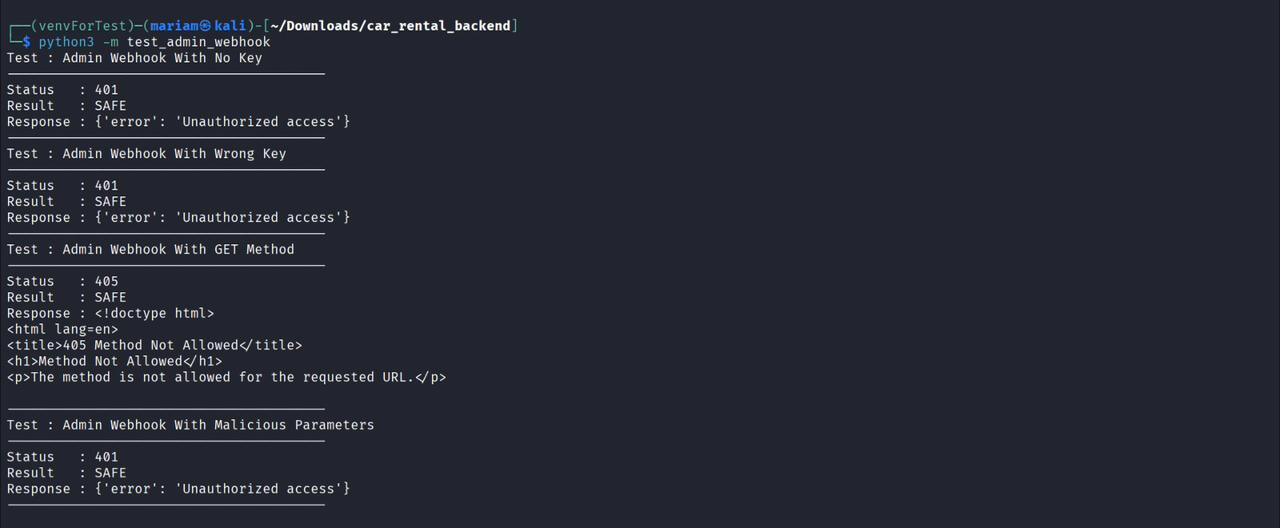 ┌──(venvForTest)─(mariam㉿kali)-[~/Downloads/car_rental_backend]
└─$ python3 -m test_admin_webhook
Test : Admin Webhook With No Key
────────────────────────────────────────
Status   : 401
Result   : SAFE
Response : {'error': 'Unauthorized access'}
────────────────────────────────────────
Test : Admin Webhook With Wrong Key
────────────────────────────────────────
Status   : 401
Result   : SAFE
Response : {'error': 'Unauthorized access'}
────────────────────────────────────────
Test : Admin Webhook With GET Method
────────────────────────────────────────
Status   : 405
Result   : SAFE
Response : <!doctype html>
<html lang=en>
<title>405 Method Not Allowed</title>
<h1>Method Not Allowed</h1>
<p>The method is not allowed for the requested URL.</p>

────────────────────────────────────────
Test : Admin Webhook With Malicious Parameters
────────────────────────────────────────
Status   : 401
Result   : SAFE
Response : {'error': 'Unauthorized access'}
────────────────────────────────────────